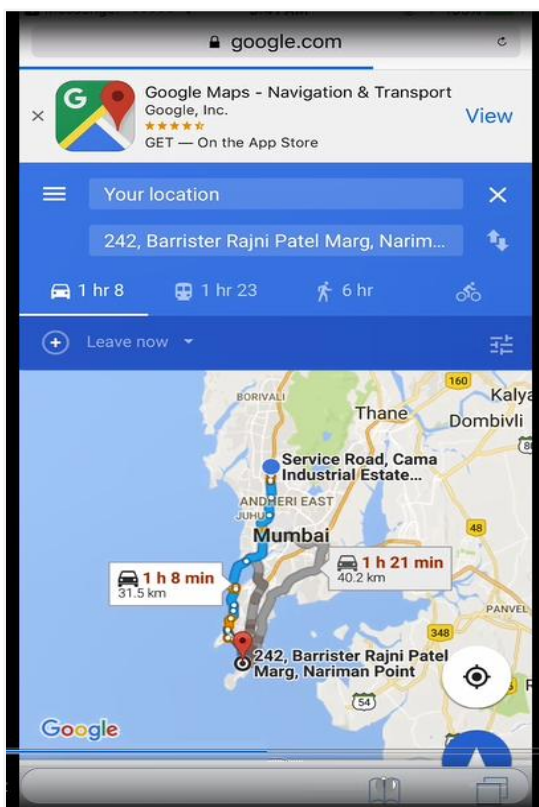 google.com
Google Maps - Navigation & Transport
Google, Inc.
GET — On the App Store
View
G
Your location
242, Barrister Rajni Patel Marg, Narim...
1 hr 8
1 hr 23
6 hr
Leave now
160
BORIVALI
Kalya
Thane
Dombivli
Service Road, Cama
Industrial Estate...
ANDHERI EAST
JUHU
48
Mumbai
1 h 21 min
40.2 km
1 h 8 min
31.5 km
PANVEL
348
242, Barrister Rajni Patel
Marg, Nariman Point
54
Google